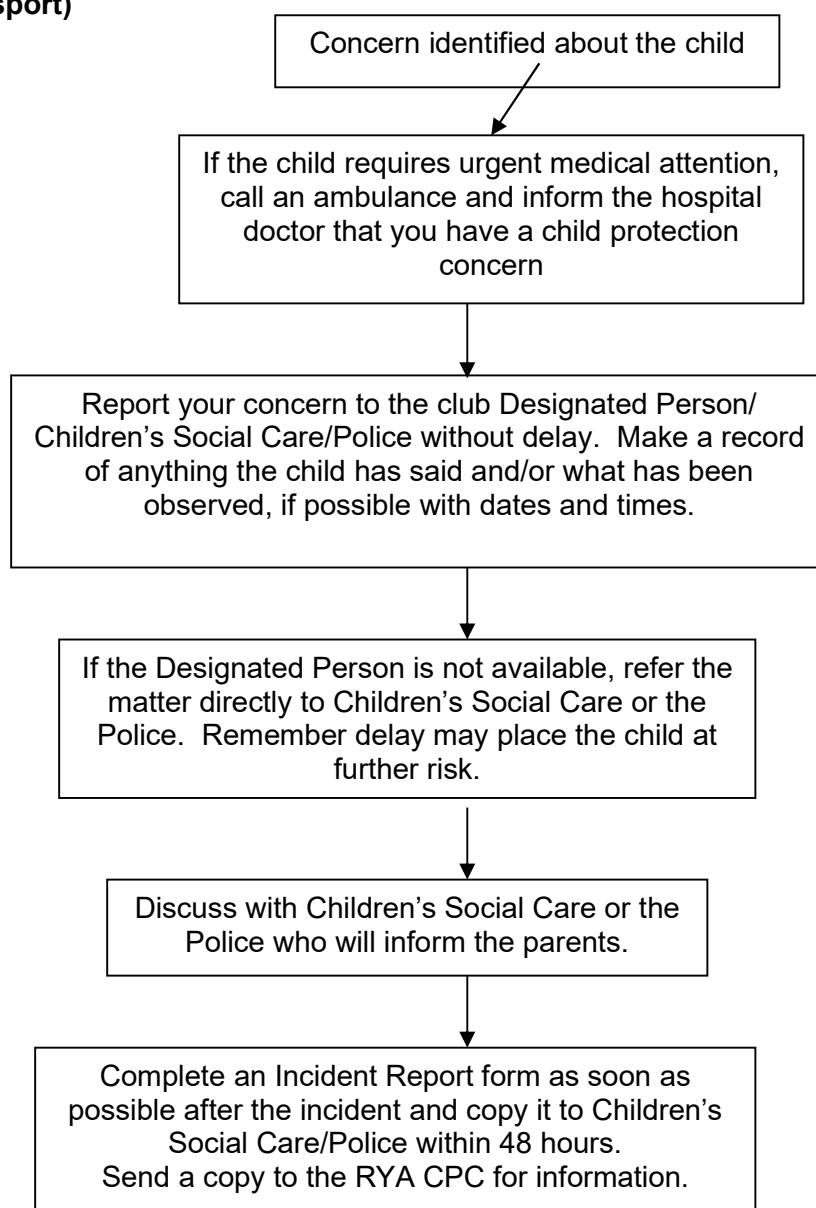 sport)
Concern identified about the child
If the child requires urgent medical attention,
call an ambulance and inform the hospital
doctor that you have a child protection
concern
Report your concern to the club Designated Person/
Children’s Social Care/Police without delay.  Make a record
of anything the child has said and/or what has been
observed, if possible with dates and times.
If the Designated Person is not available, refer the
matter directly to Children’s Social Care or the
Police.  Remember delay may place the child at
further risk.
Discuss with Children’s Social Care or the
Police who will inform the parents.
Complete an Incident Report form as soon as
possible after the incident and copy it to Children’s
Social Care/Police within 48 hours.
Send a copy to the RYA CPC for information.